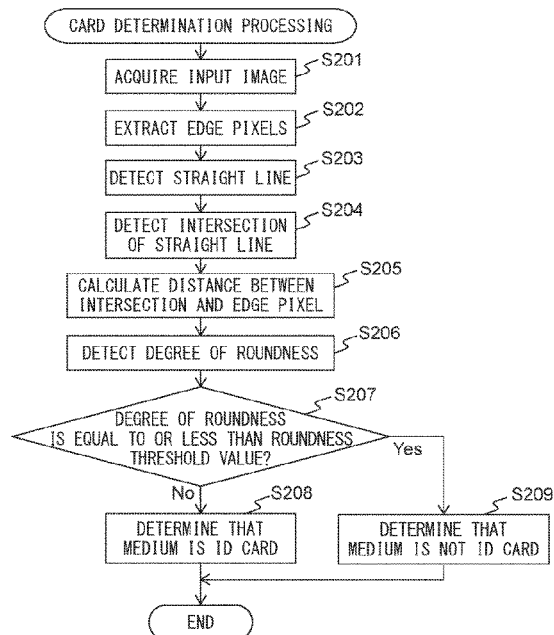 CARD DETERMINATION PROCESSING
S201
ACQUIRE INPUT IMAGE
S202
EXTRACT EDGE PIXELS
S203
DETECT STRAIGHT LINE
S204
DETECT INTERSECTION
OF STRAIGHT LINE
S205
CALCULATE DISTANCE BETWEEN
INTERSECTION AND EDGE PIXEL
S206
DETECT DEGREE OF ROUNDNESS
S207
DEGREE OF ROUNDNESS
IS EQUAL TO OR LESS THAN ROUNDNESS
THRESHOLD VALUE?
Yes
No
S208
S209
DETERMINE THAT
MEDIUM IS ID CARD
DETERMINE THAT
MEDIUM IS NOT ID CARD
END